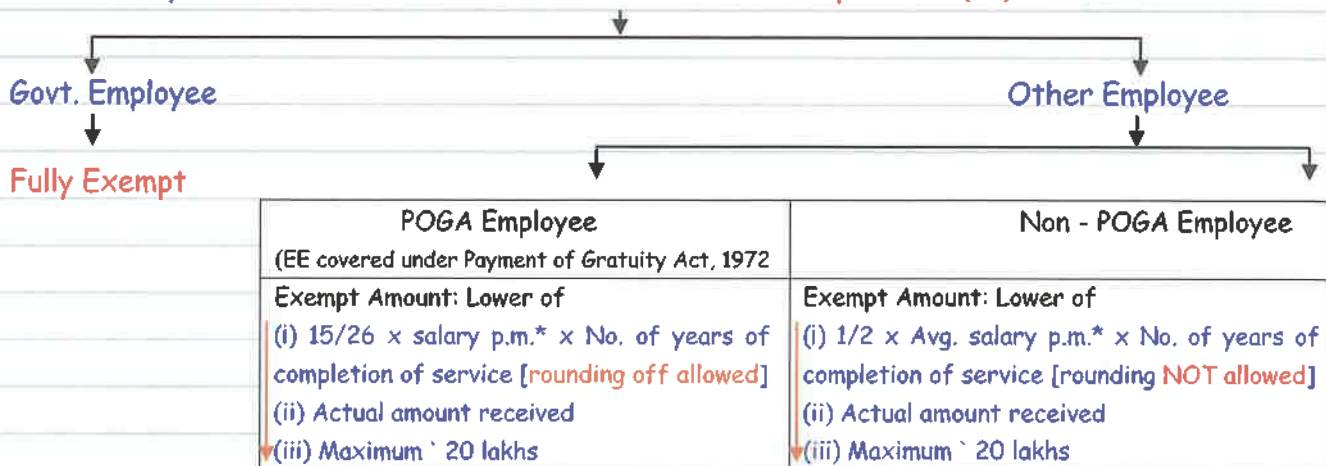 Govt. Employee
Other Employee
Fully Exempt
POGA Employee
(EE covered under Payment of Gratuity Act, 1972
Non - POGA Employee
Exempt Amount: Lower of
(i) 15/26 x salary p.m.* x No. of years of
completion of service [rounding off allowed]
(ii) Actual amount received
(iii) Maximum ` 20 lakhs
Exempt Amount: Lower of
(i) 1/2 x Avg. salary p.m.* x No. of years of
completion of service [rounding NOT allowed]
(ii) Actual amount received
(iii) Maximum ` 20 lakhs